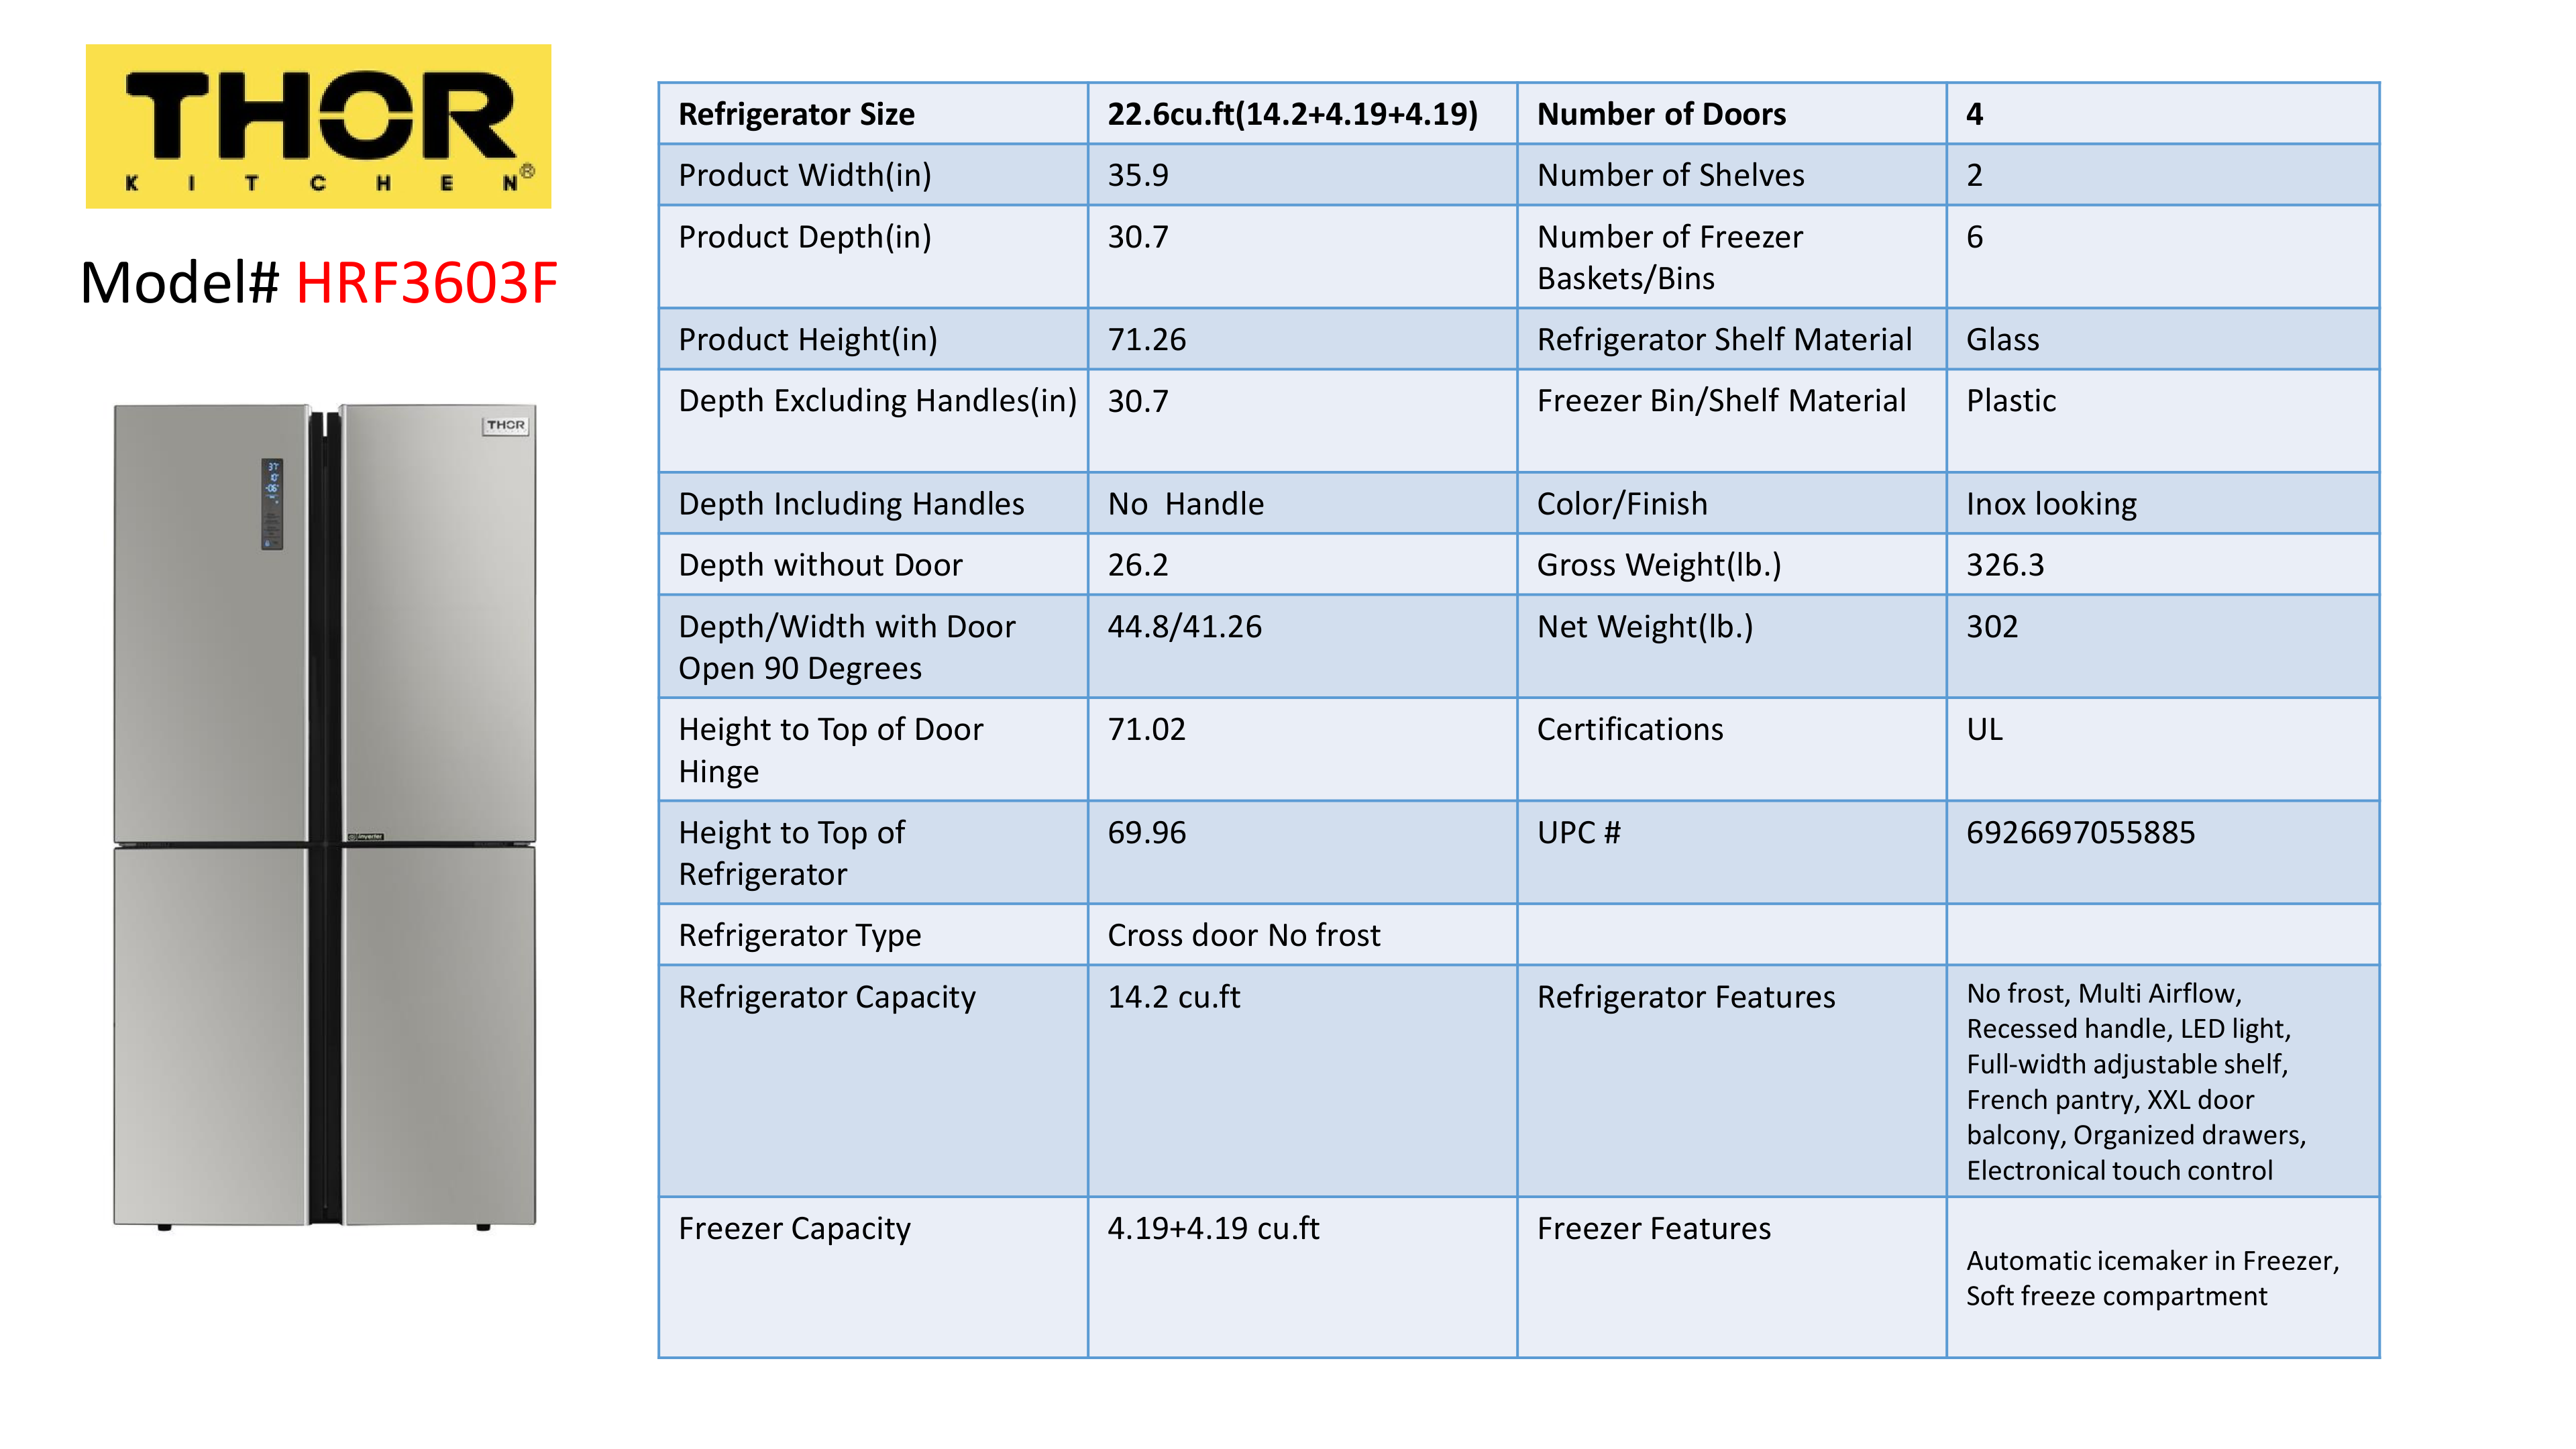 THOR
KITCHEN®
Model# HRF3603F
THOR
inverter
Refrigerator Size 22.6cu.ft(14.2+4.19+4.19) Number of Doors 4
Product Width(in) 35.9 Number of Shelves 2
Product Depth(in) 30.7 Number of Freezer
Baskets/Bins 6
Product Height(in) 71.26 Refrigerator Shelf Material Glass
Depth Excluding Handles(in) 30.7 Freezer Bin/Shelf Material Plastic
Depth Including Handles No  Handle Color/Finish Inox looking
Depth without Door 26.2 Gross Weight(lb.) 326.3
Depth/Width with Door
Open 90 Degrees 44.8/41.26 Net Weight(lb.) 302
Height to Top of Door
Hinge 71.02 Certifications UL
Height to Top of
Refrigerator 69.96 UPC # 6926697055885
Refrigerator Type Cross door No frost
Refrigerator Capacity 14.2 cu.ft Refrigerator Features
No frost, Multi Airflow,
Recessed handle, LED light,
Full-width adjustable shelf,
French pantry, XXL door
balcony, Organized drawers,
Electronical touch control
Freezer Capacity 4.19+4.19 cu.ft Freezer Features
Automatic icemaker in Freezer,
Soft freeze compartment